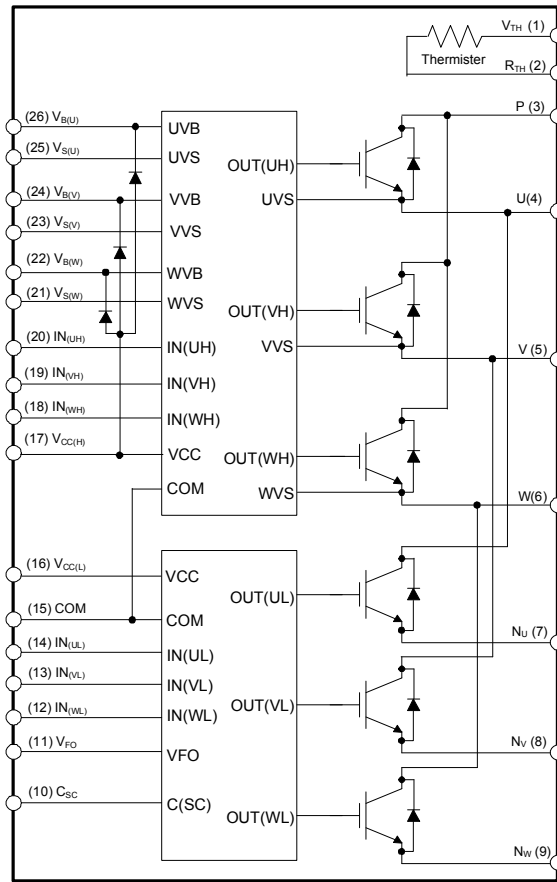 VTH (1)
Thermister
RTH (2)
(26) VB(U)
UVB
P (3)
(25) VS(U)
UVS
OUT(UH)
(24) VB(V)
VVB
UVS
U(4)
(23) VS(V)
VVS
(22) VB(W)
WVB
(21) VS(W)
WVS
OUT(VH)
(20) IN(UH)
IN(UH)
VVS
V (5)
(19) IN(VH)
IN(VH)
(18) IN(WH)
IN(WH)
(17) VCC(H)
VCC
OUT(WH)
COM
WVS
W(6)
(16) VCC(L)
VCC
OUT(UL)
(15) COM
COM
(14) IN(UL)
IN(UL)
NU (7)
(13) IN(VL)
IN(VL)
OUT(VL)
(12) IN(WL)
IN(WL)
(11) VFO
VFO
NV (8)
(10) CSC
C(SC)
OUT(WL)
NW (9)